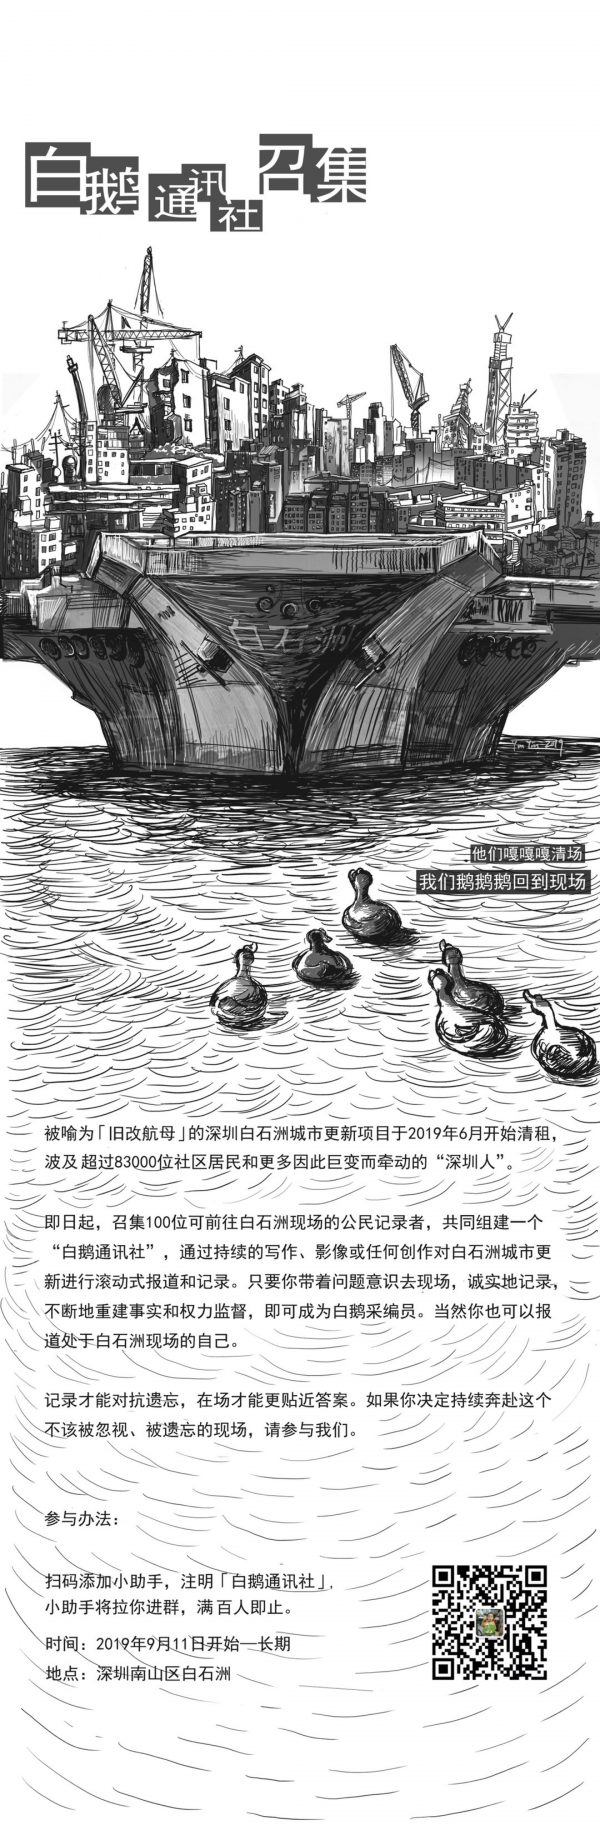 白鹅通讯社召集
白石洲
Tan Tan 2019
他们嘎嘎嘎清场
我们鹅鹅鹅回到现场
被喻为「旧改航母」的深圳白石洲城市更新项目于2019年6月开始清租，
波及超过83000位社区居民和更多因此巨变而牵动的“深圳人”。
即日起，召集100位可前往白石洲现场的公民记录者，共同组建一个
“白鹅通讯社”，通过持续的写作、影像或任何创作对白石洲城市更
新进行滚动式报道和记录。只要你带着问题意识去现场，诚实地记录，
不断地重建事实和权力监督，即可成为白鹅采编员。当然你也可以报
道处于白石洲现场的自己。
记录才能对抗遗忘，在场才能更贴近答案。如果你决定持续奔赴这个
不该被忽视、被遗忘的现场，请参与我们。
参与办法：
扫码添加小助手，注明「白鹅通讯社」，
小助手将拉你进群，满百人即止。
时间：2019年9月11日开始—长期
地点：深圳南山区白石洲